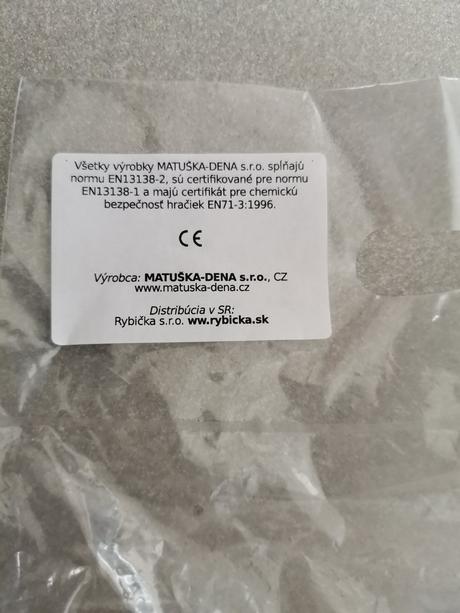 Všetky výrobky MATUŠKA-DENA s.r.o. spĺňajú
normu EN13138-2, sú certifikované pre normu
EN13138-1 a majú certifikát pre chemickú
bezpečnosť hračiek EN71-3:1996.
CE
Výrobca: MATUŠKA-DENA s.r.o., CZ
www.matuska-dena.cz
Distribúcia v SR:
Rybička s.r.o. ww.rybicka.sk